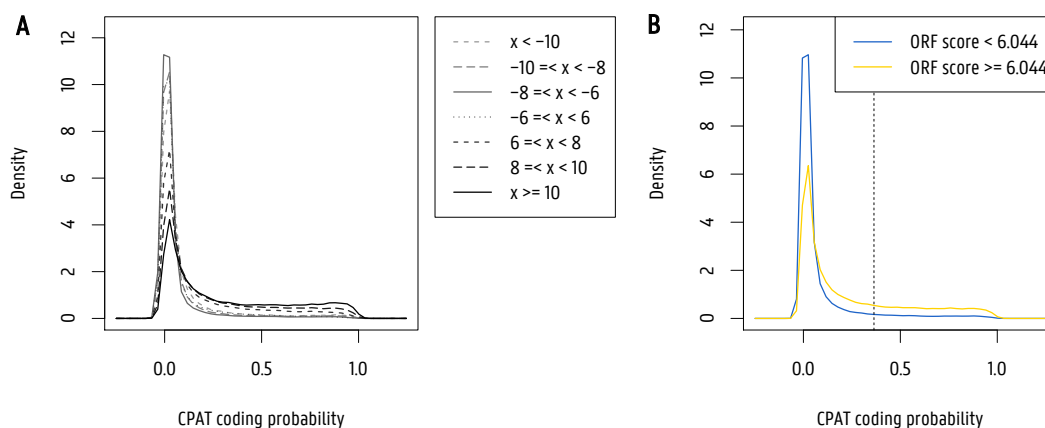 A
12
10
8
6
4
2
0
Density
0.0 0.5 1.0
CPAT coding probability
x < −10
−10 =< x < −8
−8 =< x < −6
−6 =< x < 6
6 =< x < 8
8 =< x < 10
x >= 10
B
12
10
8
6
4
2
0
Density
0.0 0.5 1.0
CPAT coding probability
ORF score < 6.044
ORF score >= 6.044